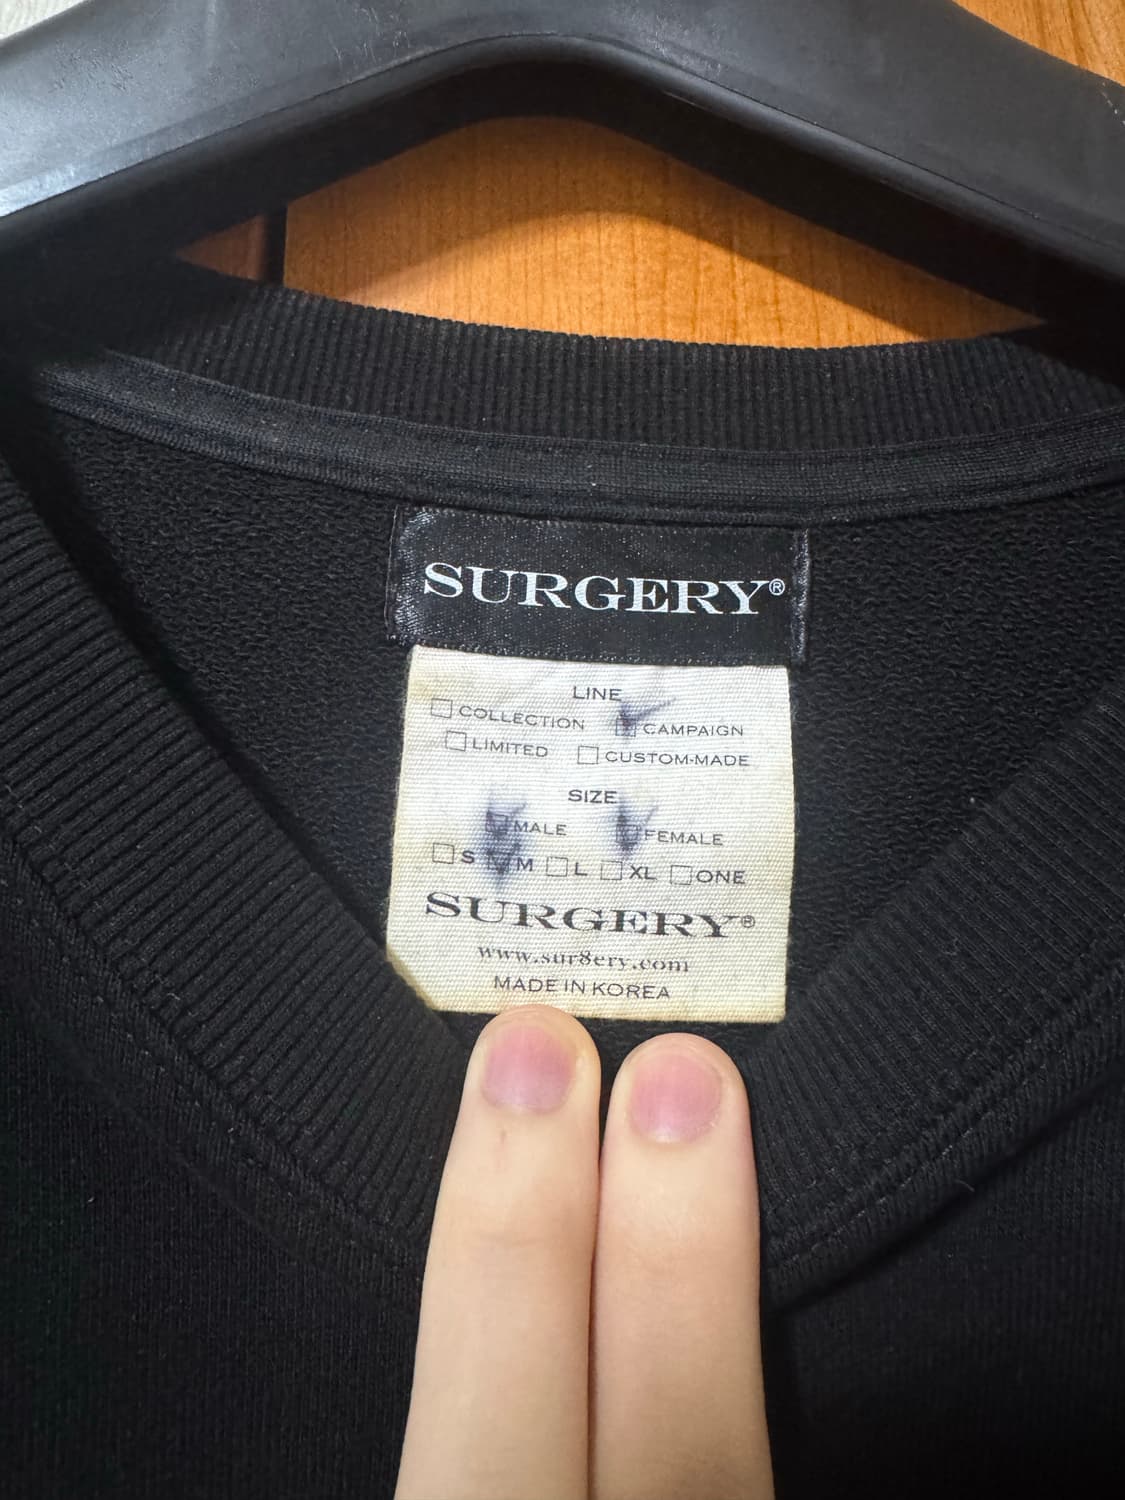 SURGERY®
LINE
□ COLLECTION ☑ CAMPAIGN
□ LIMITED □ CUSTOM-MADE
SIZE
☑ MALE ☑ FEMALE
□ S ☑ M □ L □ XL □ ONE
SURGERY®
www.sur8ery.com
MADE IN KOREA